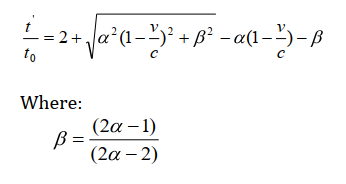 t'/t₀ = 2 + √(α²(1 − v/c)² + β²) − α(1 − v/c) − β
Where:
β = (2α − 1)/(2α − 2)